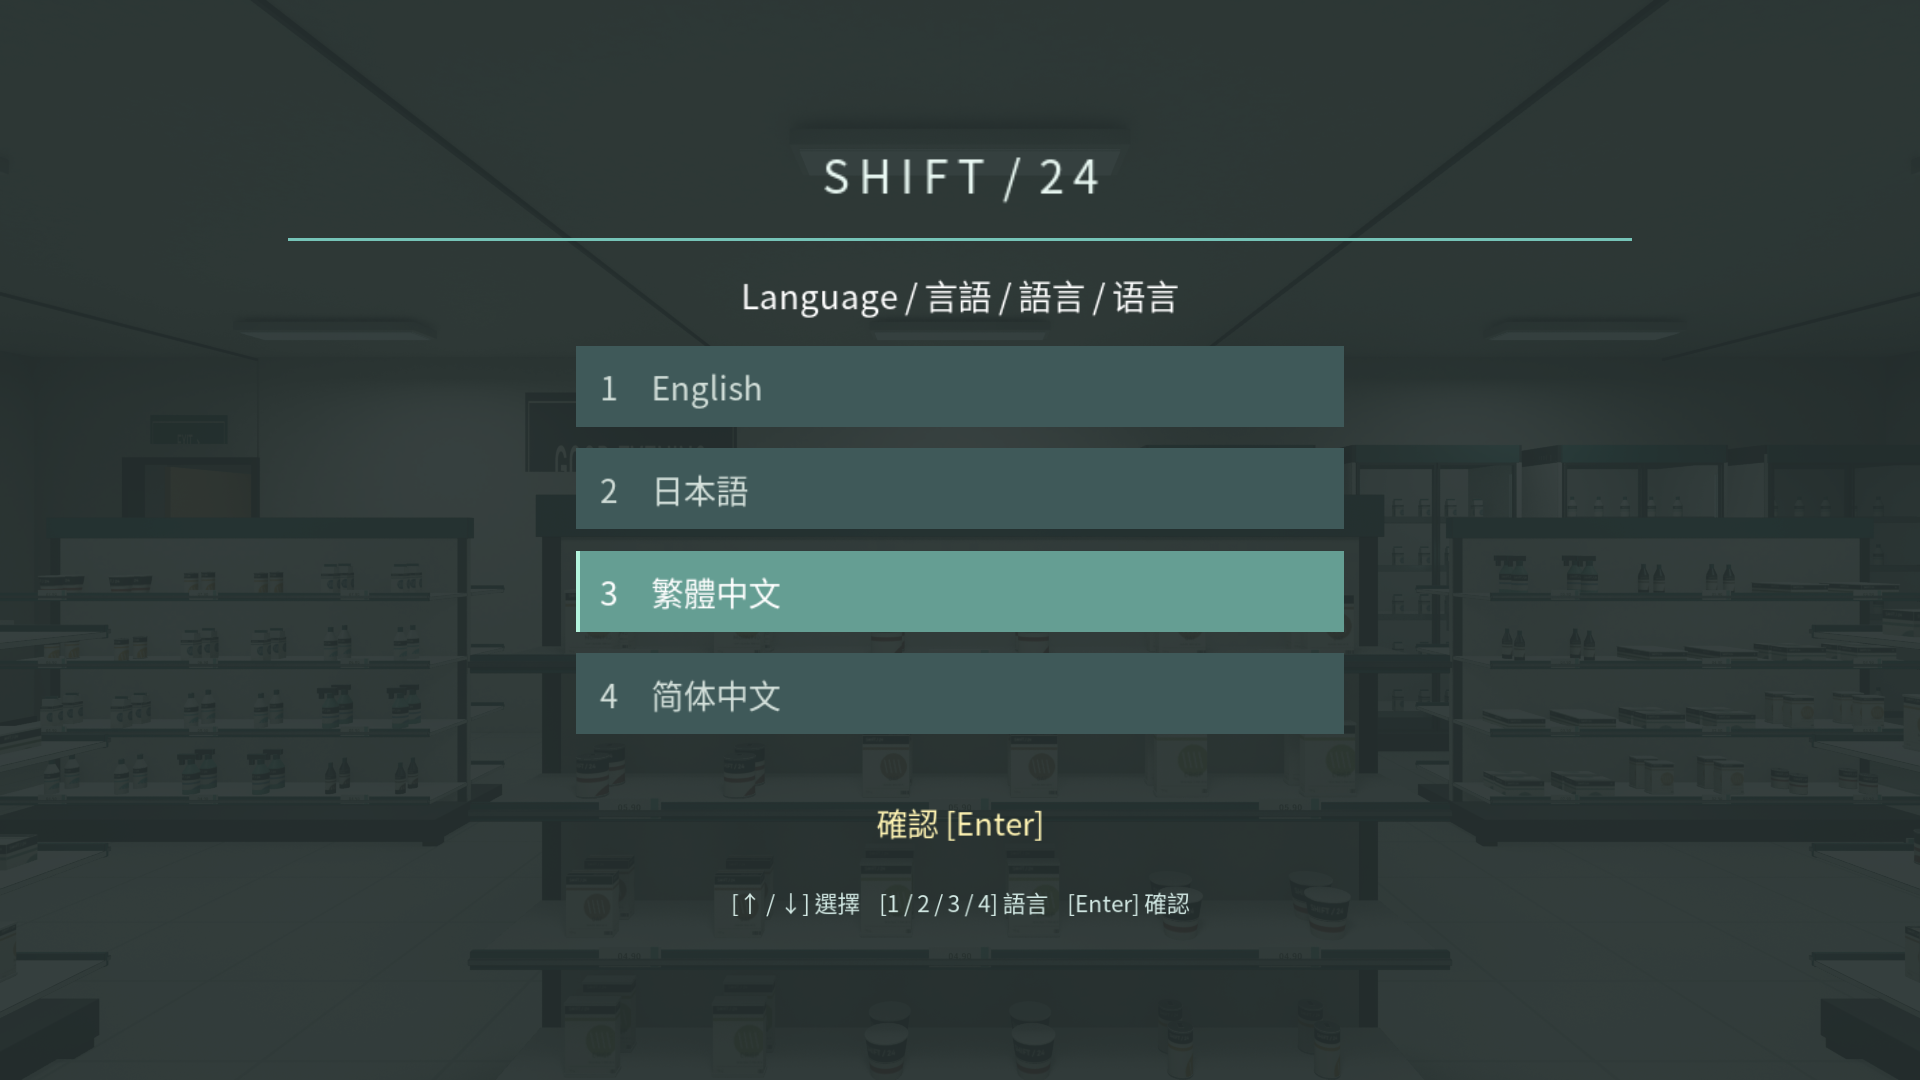 SHIFT / 24
Language / 言語 / 語言 / 语言
1 English
2 日本語
3 繁體中文
4 简体中文
確認 [Enter]
[↑ / ↓] 選擇 [1 / 2 / 3 / 4] 語言 [Enter] 確認